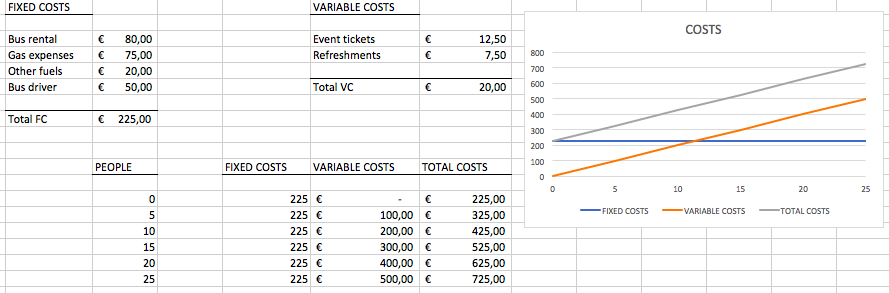 FIXED COSTS VARIABLE COSTS
Bus rental € 80,00 Event tickets € 12,50
Gas expenses € 75,00 Refreshments € 7,50
Other fuels € 20,00
Bus driver € 50,00 Total VC € 20,00
Total FC € 225,00
PEOPLE FIXED COSTS VARIABLE COSTS TOTAL COSTS
0 225 € - € 225,00
5 225 € 100,00 € 325,00
10 225 € 200,00 € 425,00
15 225 € 300,00 € 525,00
20 225 € 400,00 € 625,00
25 225 € 500,00 € 725,00
COSTS
800
700
600
500
400
300
200
100
0
0 5 10 15 20 25
FIXED COSTS VARIABLE COSTS TOTAL COSTS